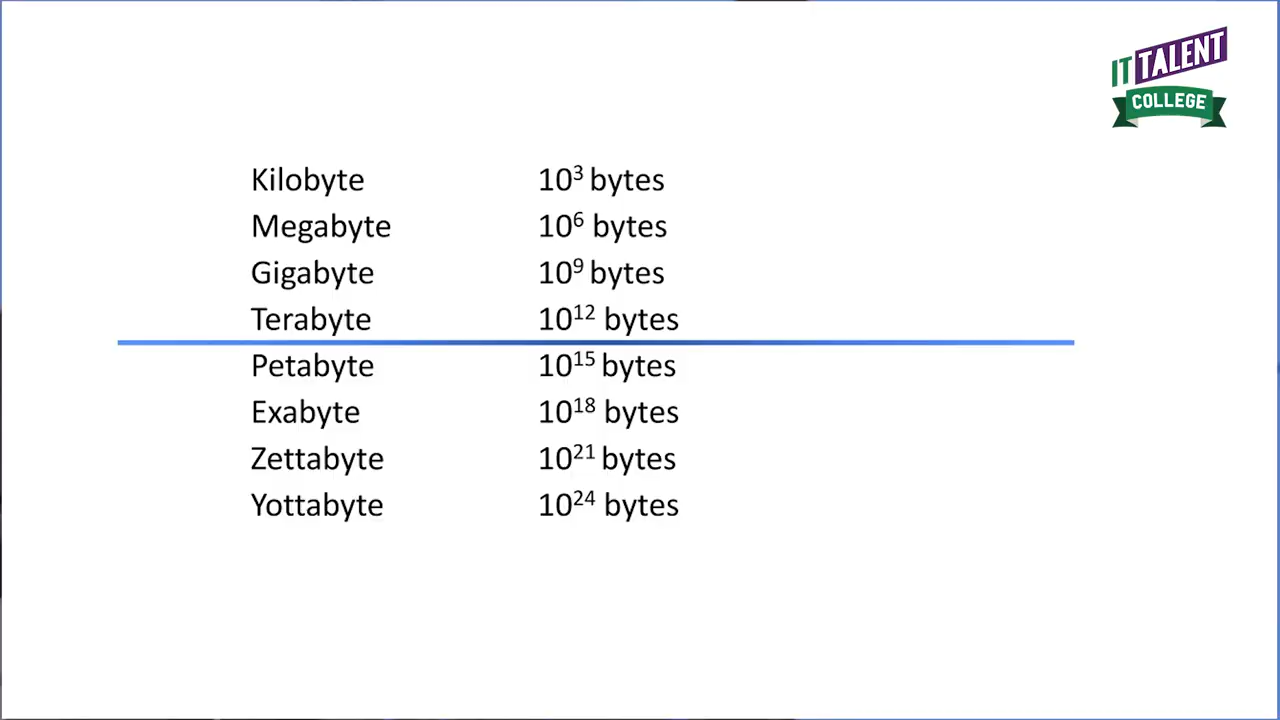 IT TALENT
COLLEGE
Kilobyte 10³ bytes
Megabyte 10⁶ bytes
Gigabyte 10⁹ bytes
Terabyte 10¹² bytes
Petabyte 10¹⁵ bytes
Exabyte 10¹⁸ bytes
Zettabyte 10²¹ bytes
Yottabyte 10²⁴ bytes